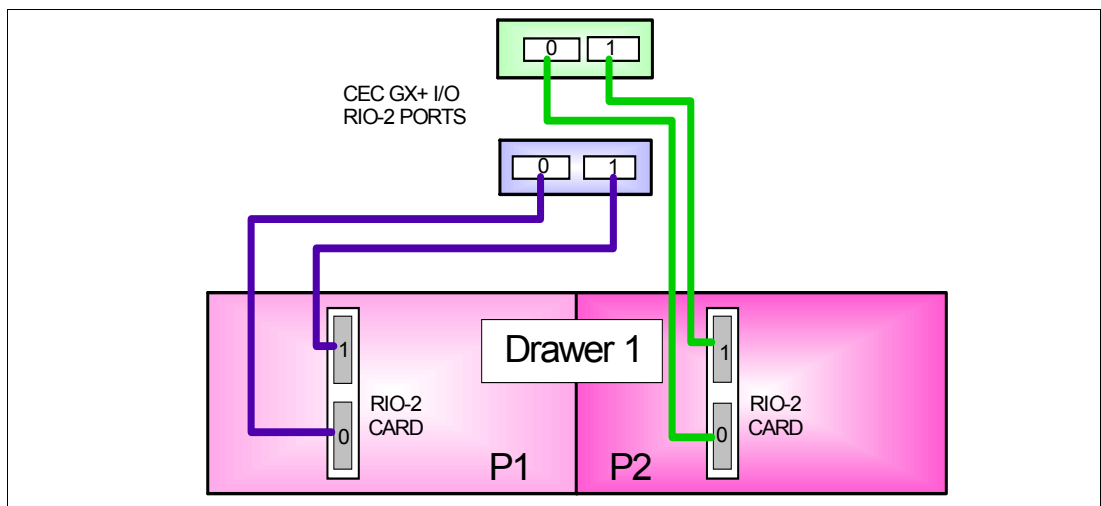 0 1
CEC GX+ I/O
RIO-2 PORTS
0 1
Drawer 1
1
RIO-2
CARD
0
P1
1
RIO-2
CARD
0
P2